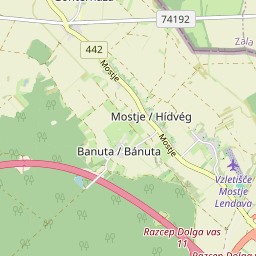 74192
442
Mostje
Zala
Mostje / Hídvég
Mostje
Banuta / Bánuta
Vzletišče
Mostje
Lendava
Razcep Dolga vas
11
Razcep Dolga